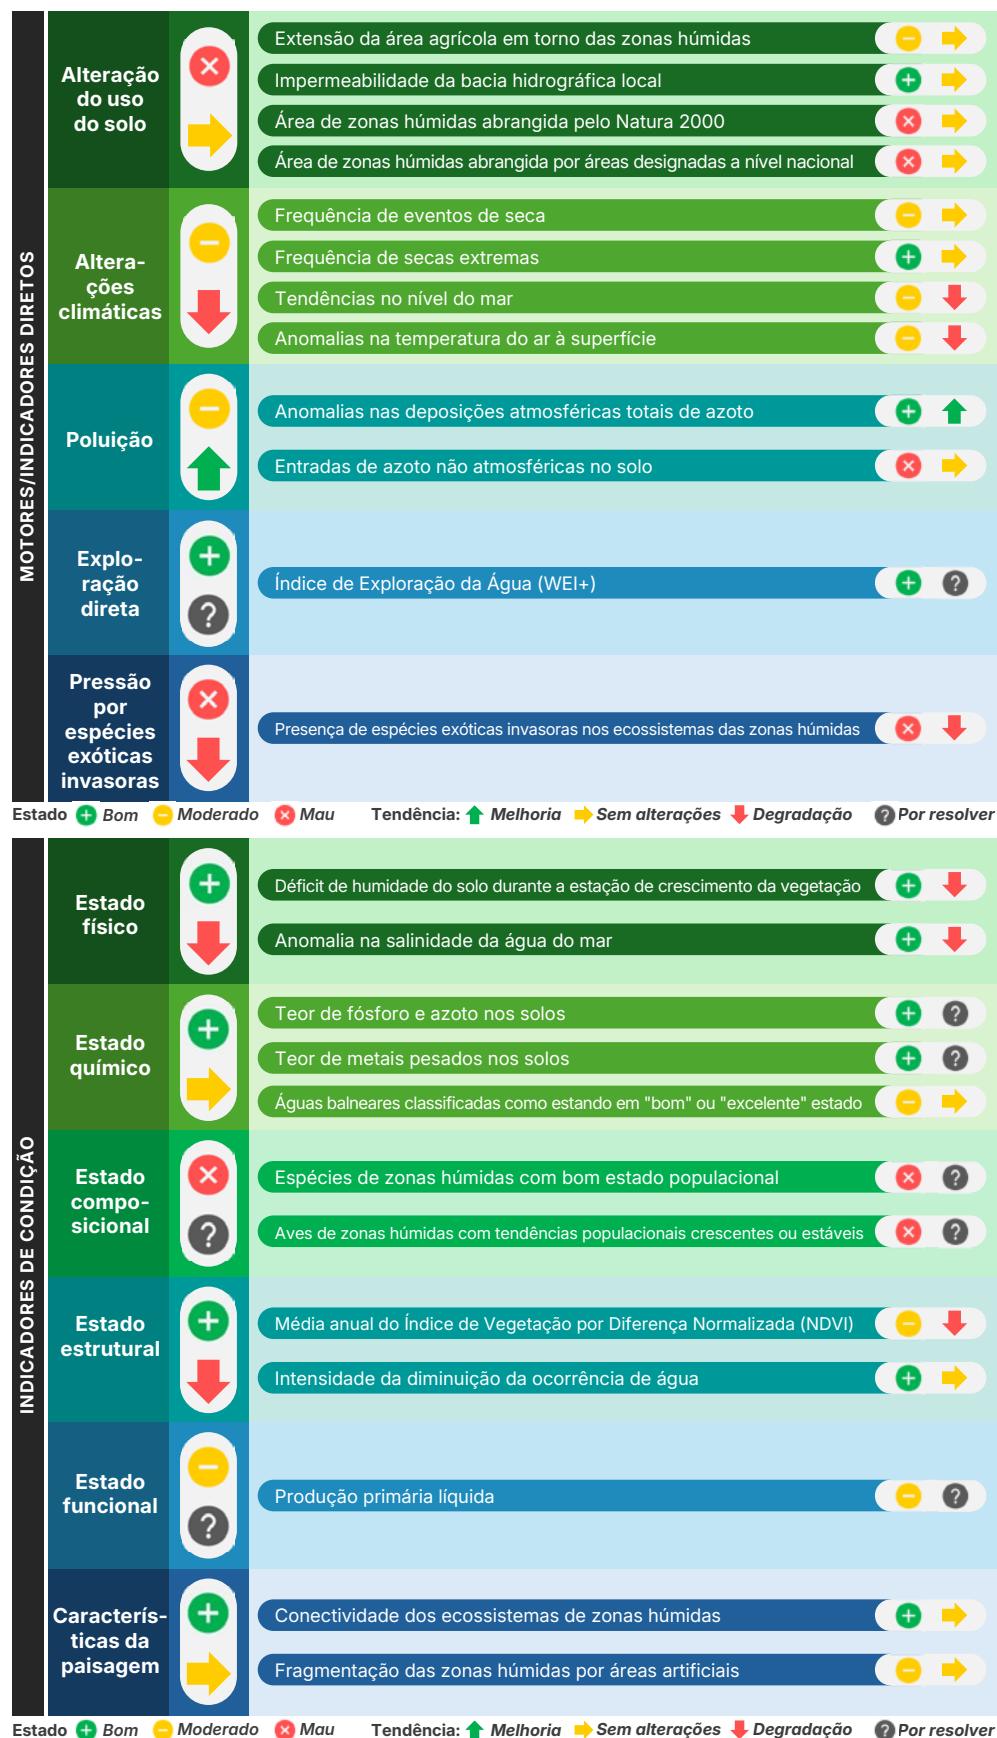 MOTORES/INDICADORES DIRETOS
Alteração
do uso
do solo
Extensão da área agrícola em torno das zonas húmidas
Impermeabilidade da bacia hidrográfica local
Área de zonas húmidas abrangida pelo Natura 2000
Área de zonas húmidas abrangida por áreas designadas a nível nacional
Altera-
ções
climáticas
Frequência de eventos de seca
Frequência de secas extremas
Tendências no nível do mar
Anomalias na temperatura do ar à superfície
Poluição
Anomalias nas deposições atmosféricas totais de azoto
Entradas de azoto não atmosféricas no solo
Explo-
ração
direta
Índice de Exploração da Água (WEI+)
Pressão
por
espécies
exóticas
invasoras
Presença de espécies exóticas invasoras nos ecossistemas das zonas húmidas
Estado Bom Moderado Mau Tendência: Melhoria Sem alterações Degradação Por resolver
INDICADORES DE CONDIÇÃO
Estado
físico
Déficit de humidade do solo durante a estação de crescimento da vegetação
Anomalia na salinidade da água do mar
Estado
químico
Teor de fósforo e azoto nos solos
Teor de metais pesados nos solos
Águas balneares classificadas como estando em "bom" ou "excelente" estado
Estado
compo-
sicional
Espécies de zonas húmidas com bom estado populacional
Aves de zonas húmidas com tendências populacionais crescentes ou estáveis
Estado
estrutural
Média anual do Índice de Vegetação por Diferença Normalizada (NDVI)
Intensidade da diminuição da ocorrência de água
Estado
funcional
Produção primária líquida
Caracterís-
ticas da
paisagem
Conectividade dos ecossistemas de zonas húmidas
Fragmentação das zonas húmidas por áreas artificiais
Estado Bom Moderado Mau Tendência: Melhoria Sem alterações Degradação Por resolver